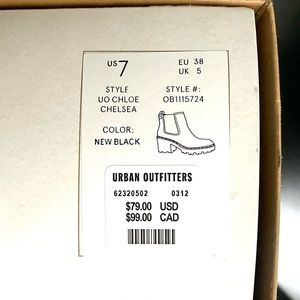 US 7
EU 38
UK 5
STYLE
UO CHLOE
CHELSEA
STYLE #:
OB1115724
COLOR:
NEW BLACK
URBAN OUTFITTERS
62320502 0312
$79.00 USD
$99.00 CAD